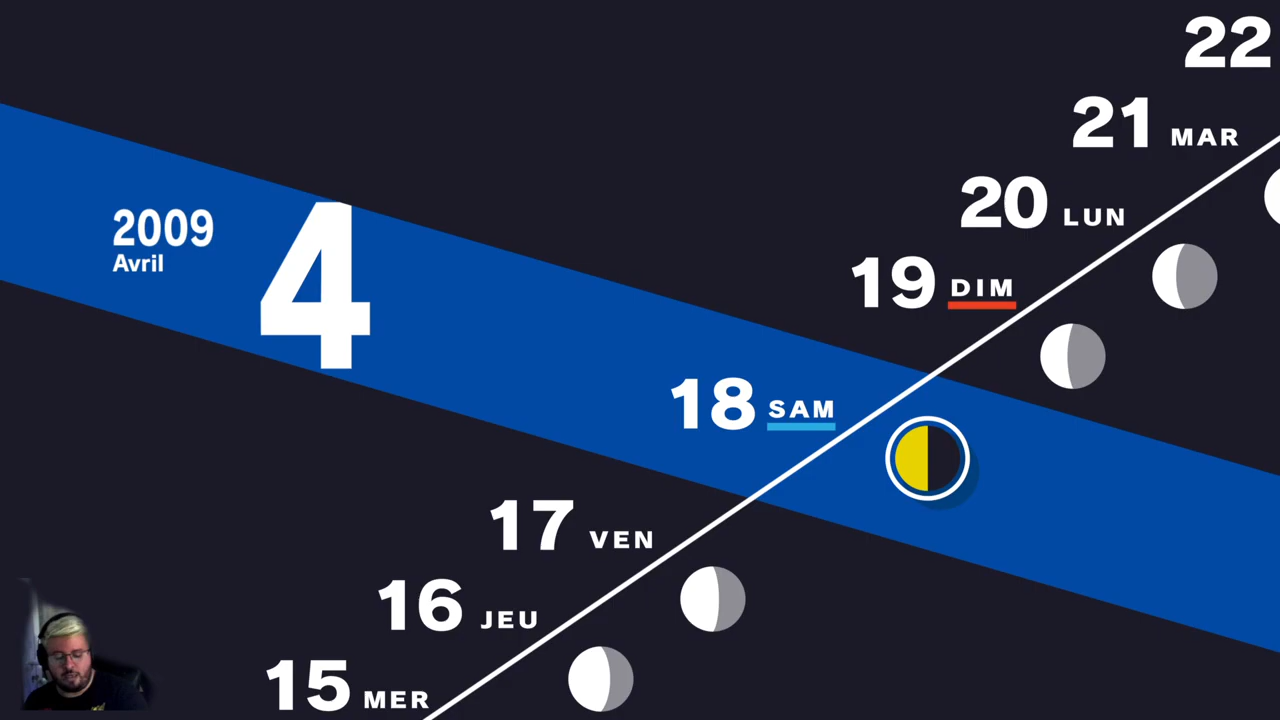 22
21 MAR
20 LUN
2009
Avril
4
19 DIM
18 SAM
17 VEN
16 JEU
15 MER